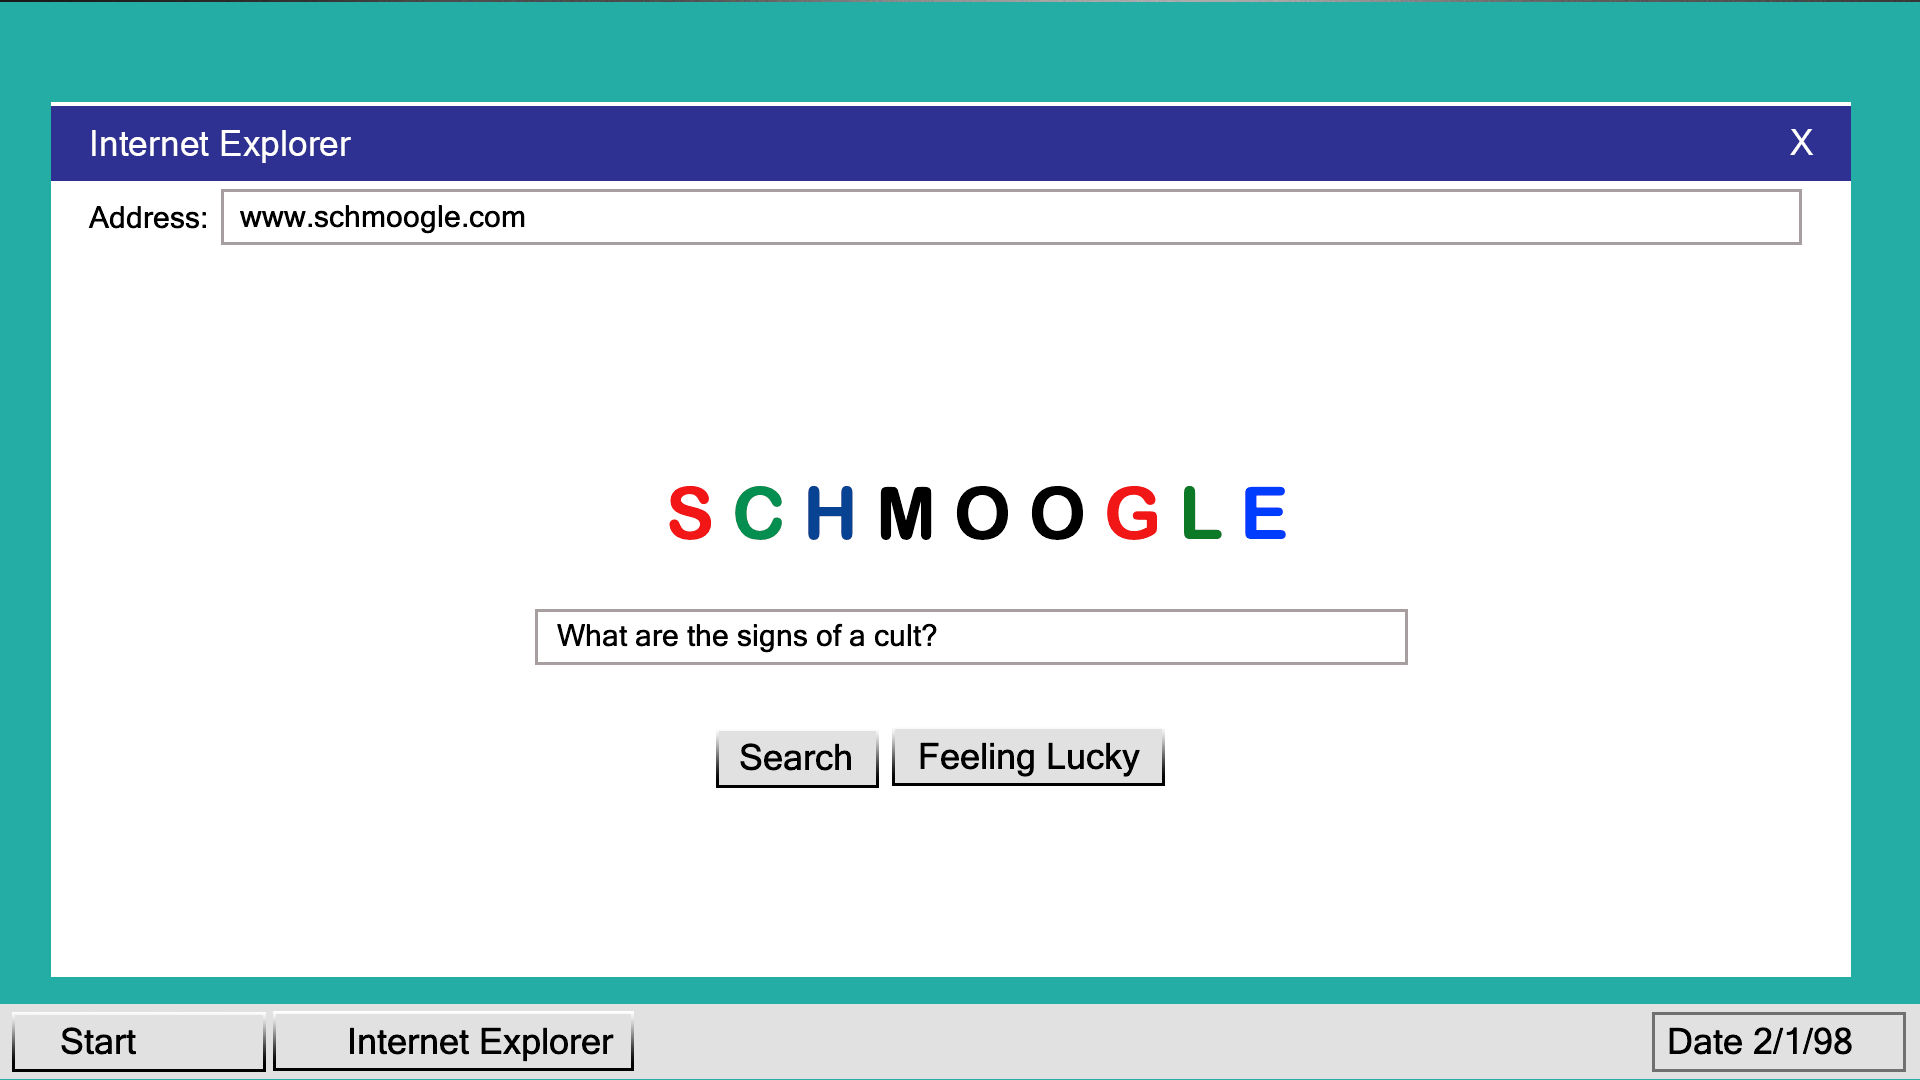 Internet Explorer X
Address: www.schmoogle.com
SCHMOOGLE
What are the signs of a cult?
Search Feeling Lucky
Start Internet Explorer Date 2/1/98